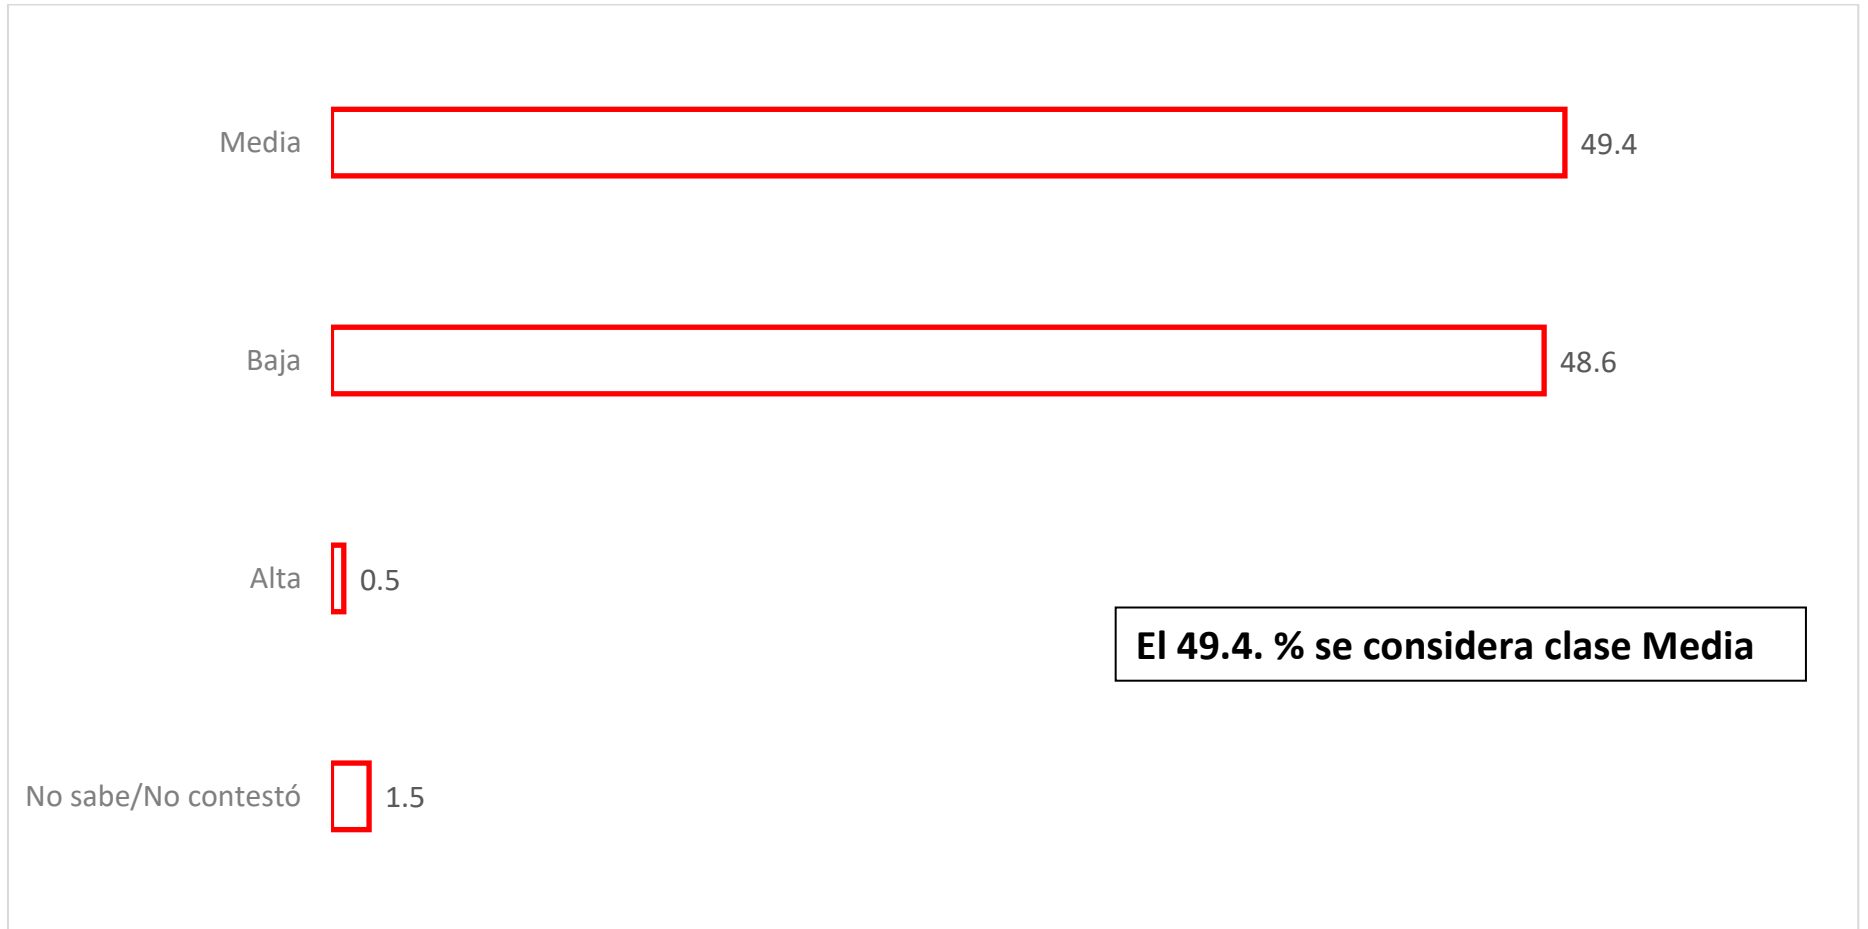 Media
49.4
Baja
48.6
Alta
0.5
El 49.4. % se considera clase Media
No sabe/No contestó
1.5